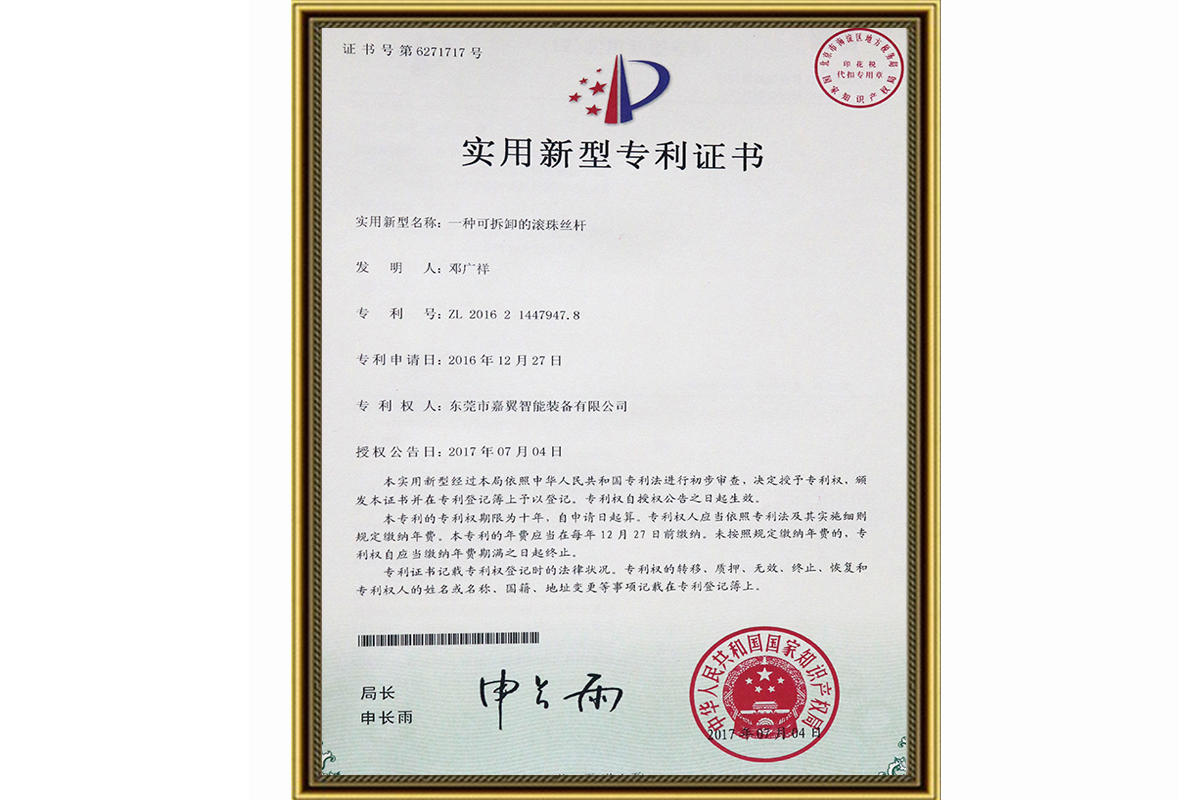 证书号第6271717号
北京市海淀区地方税务局
印花税
代扣专用章
国家知识产权局
实用新型专利证书
实用新型名称：一种可拆卸的滚珠丝杆
发明人：邓广祥
专利号：ZL 2016 2 1447947.8
专利申请日：2016年12月27日
专利权人：东莞市嘉翼智能装备有限公司
授权公告日：2017年07月04日
本实用新型经过本局依照中华人民共和国专利法进行初步审查，决定授予专利权，颁
发本证书并在专利登记簿上予以登记。专利权自授权公告之日起生效。
本专利的专利权期限为十年，自申请日起算。专利权人应当依照专利法及其实施细则
规定缴纳年费。本专利的年费应当在每年12月27日前缴纳。未按照规定缴纳年费的，专
利权自应当缴纳年费期满之日起终止。
专利证书记载专利权登记时的法律状况。专利权的转移、质押、无效、终止、恢复和
专利权人的姓名或名称、国籍、地址变更等事项记载在专利登记簿上。
局长
申长雨
申长雨
中华人民共和国国家知识产权局
2017年07月04日